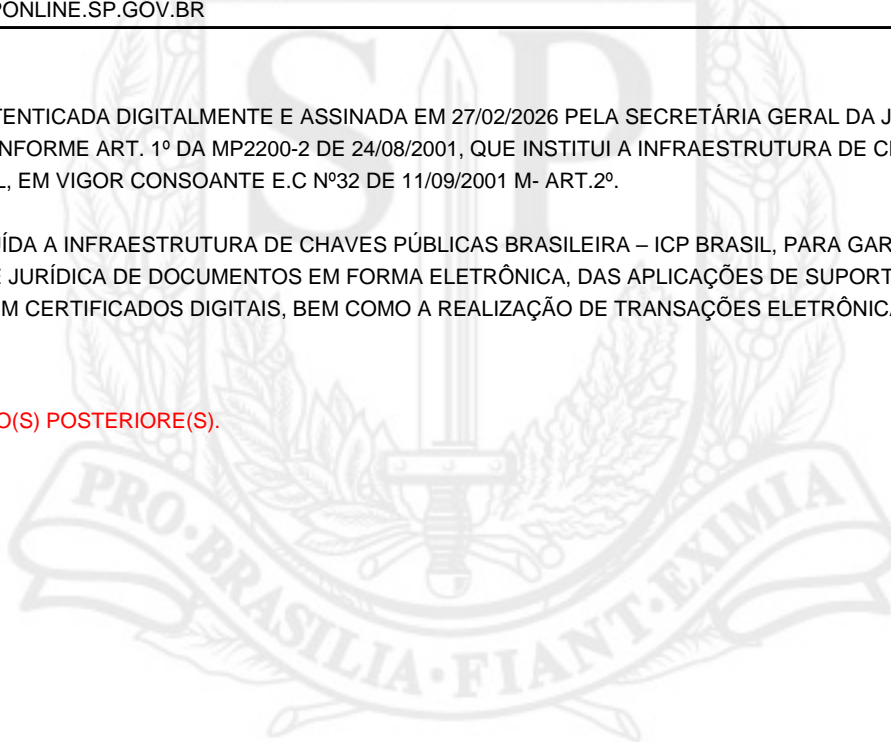 PONLINE.SP.GOV.BR
TENTICADA DIGITALMENTE E ASSINADA EM 27/02/2026 PELA SECRETÁRIA GERAL DA J
NFORME ART. 1º DA MP2200-2 DE 24/08/2001, QUE INSTITUI A INFRAESTRUTURA DE C
L, EM VIGOR CONSOANTE E.C Nº32 DE 11/09/2001 M- ART.2º.
ÍDA A INFRAESTRUTURA DE CHAVES PÚBLICAS BRASILEIRA – ICP BRASIL, PARA GAR
E JURÍDICA DE DOCUMENTOS EM FORMA ELETRÔNICA, DAS APLICAÇÕES DE SUPORT
M CERTIFICADOS DIGITAIS, BEM COMO A REALIZAÇÃO DE TRANSAÇÕES ELETRÔNICA
O(S) POSTERIORE(S).
SP
PRO·BRASILIA·FIANT·EXIMIA